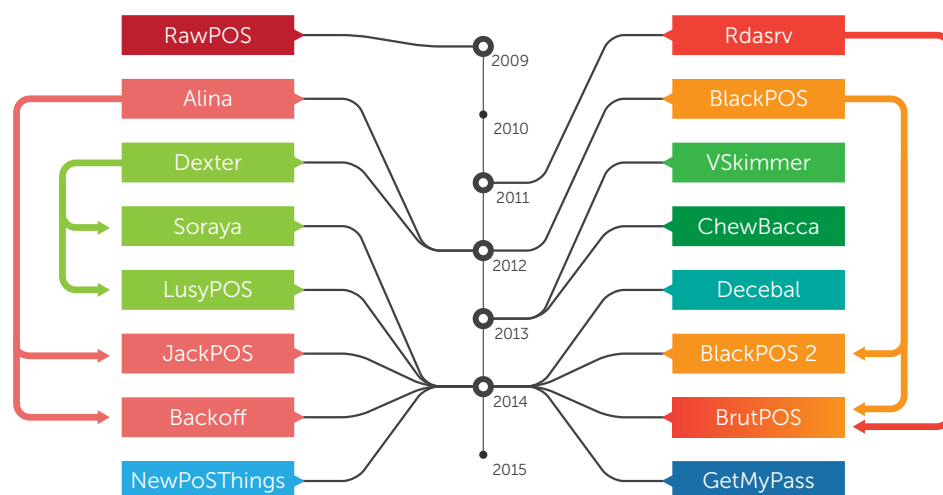 RawPOS
Alina
Dexter
Soraya
LusyPOS
JackPOS
Backoff
NewPoSThings
2009
2010
2011
2012
2013
2014
2015
Rdasrv
BlackPOS
VSkimmer
ChewBacca
Decebal
BlackPOS 2
BrutPOS
GetMyPass